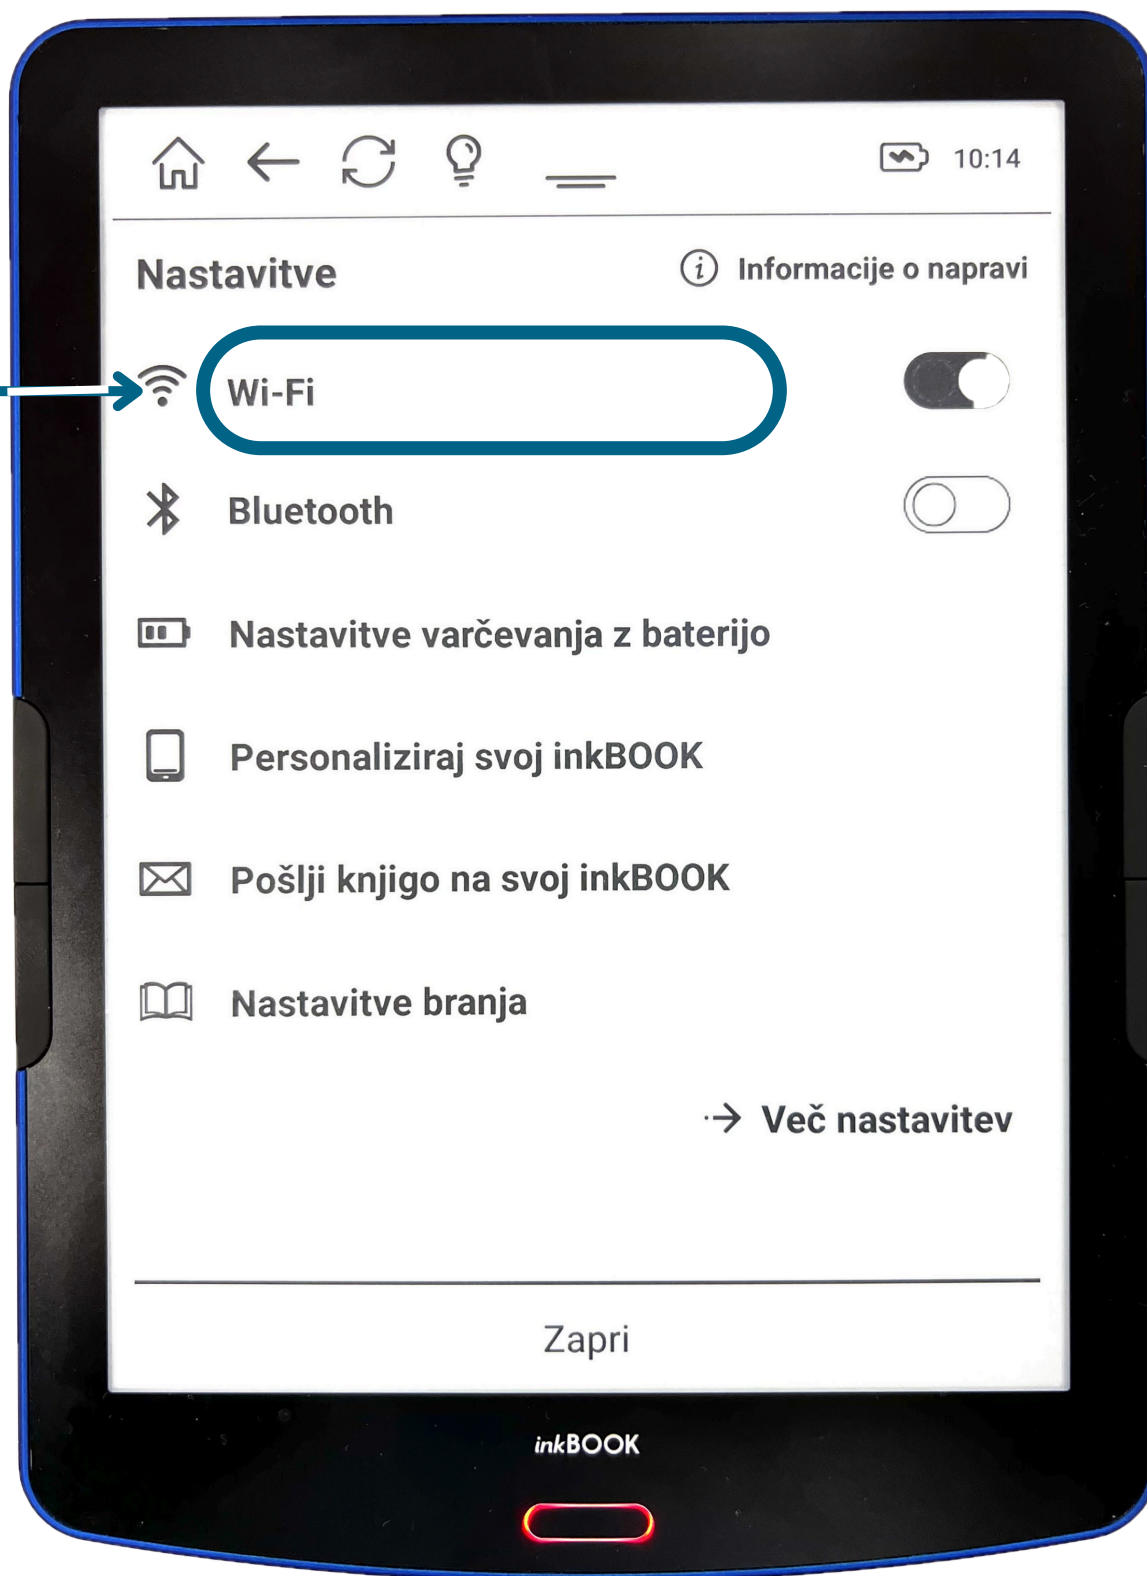 10:14
Nastavitve
Informacije o napravi
Wi-Fi
Bluetooth
Nastavitve varčevanja z baterijo
Personaliziraj svoj inkBOOK
Pošlji knjigo na svoj inkBOOK
Nastavitve branja
Več nastavitev
Zapri
inkBOOK